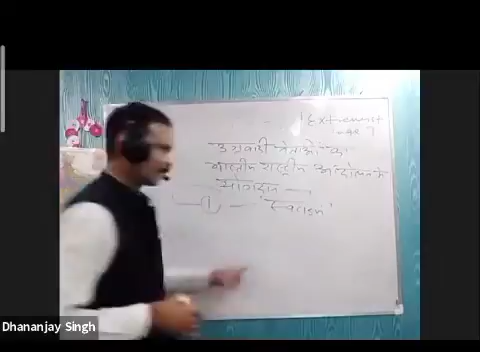 Extremist
उग्रवादी नेताओं का
भारतीय राष्ट्रीय आंदोलन में
योगदान —
— ① — 'स्वराज'
Dhananjay Singh